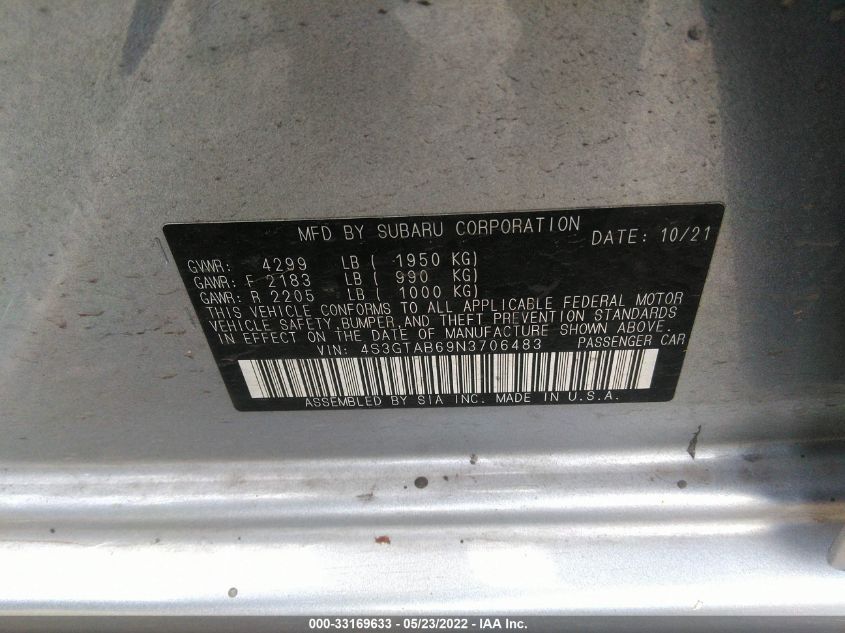 MFD BY SUBARU CORPORATION DATE: 10/21
GVWR: 4299 LB ( 1950 KG)
GAWR: F 2183 LB ( 990 KG)
GAWR: R 2205 LB ( 1000 KG)
THIS VEHICLE CONFORMS TO ALL APPLICABLE FEDERAL MOTOR
VEHICLE SAFETY, BUMPER, AND THEFT PREVENTION STANDARDS
IN EFFECT ON THE DATE OF MANUFACTURE SHOWN ABOVE.
VIN: 4S3GTAB69N3706483 PASSENGER CAR
ASSEMBLED BY SIA INC. MADE IN U.S.A.
000-33169633 - 05/23/2022 - IAA Inc.